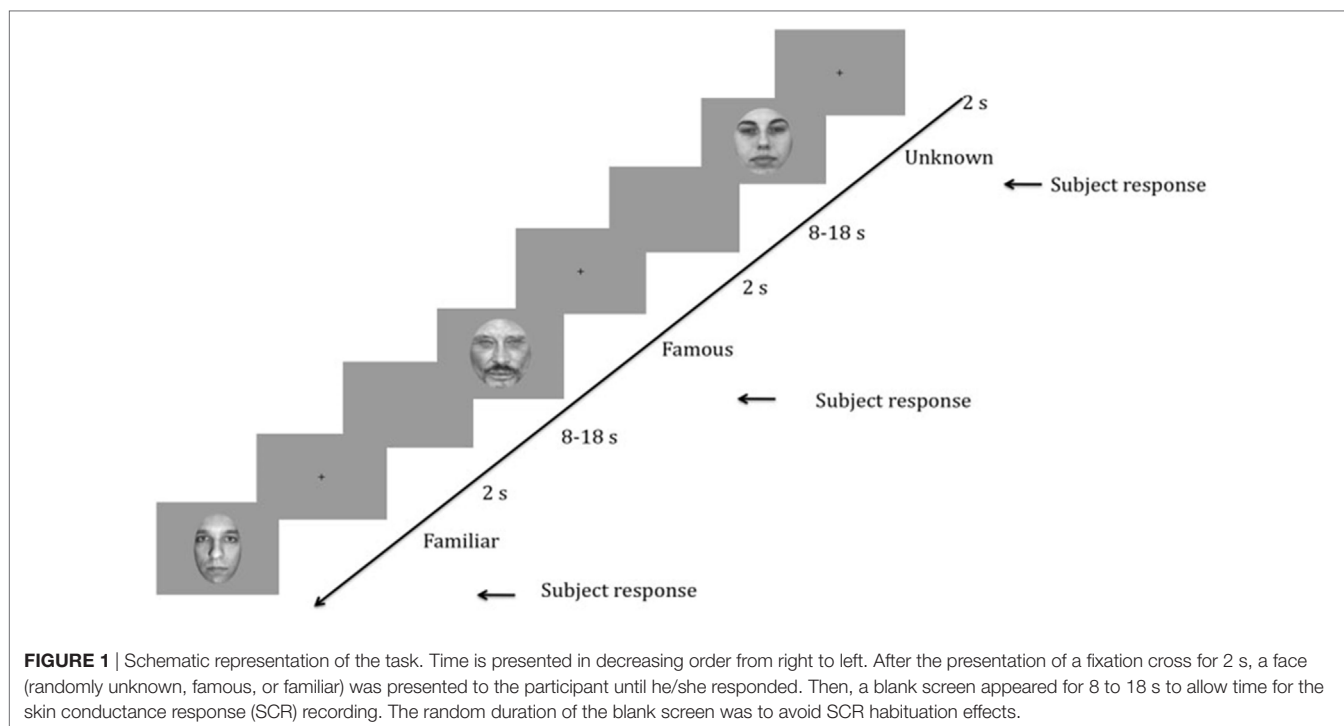 2 s
Unknown
Subject response
8-18 s
2 s
Famous
Subject response
8-18 s
2 s
Familiar
Subject response
FIGURE 1 | Schematic representation of the task. Time is presented in decreasing order from right to left. After the presentation of a fixation cross for 2 s, a face
(randomly unknown, famous, or familiar) was presented to the participant until he/she responded. Then, a blank screen appeared for 8 to 18 s to allow time for the
skin conductance response (SCR) recording. The random duration of the blank screen was to avoid SCR habituation effects.